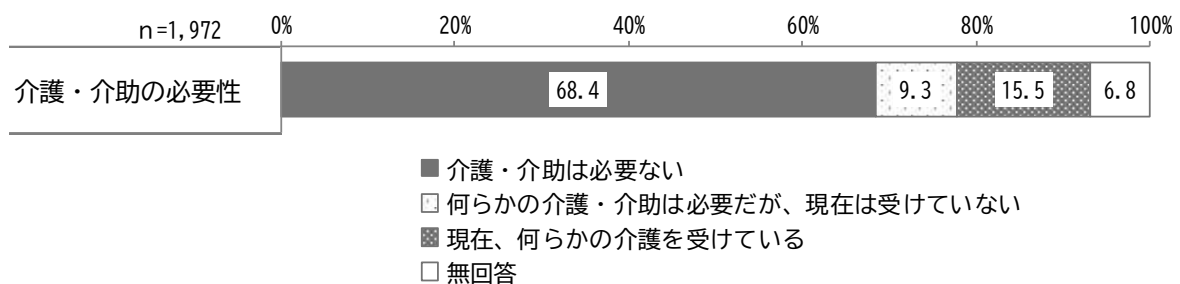 n=1,972 0% 20% 40% 60% 80% 100%
介護・介助の必要性 68.4 9.3 15.5 6.8
介護・介助は必要ない
何らかの介護・介助は必要だが、現在は受けていない
現在、何らかの介護を受けている
無回答